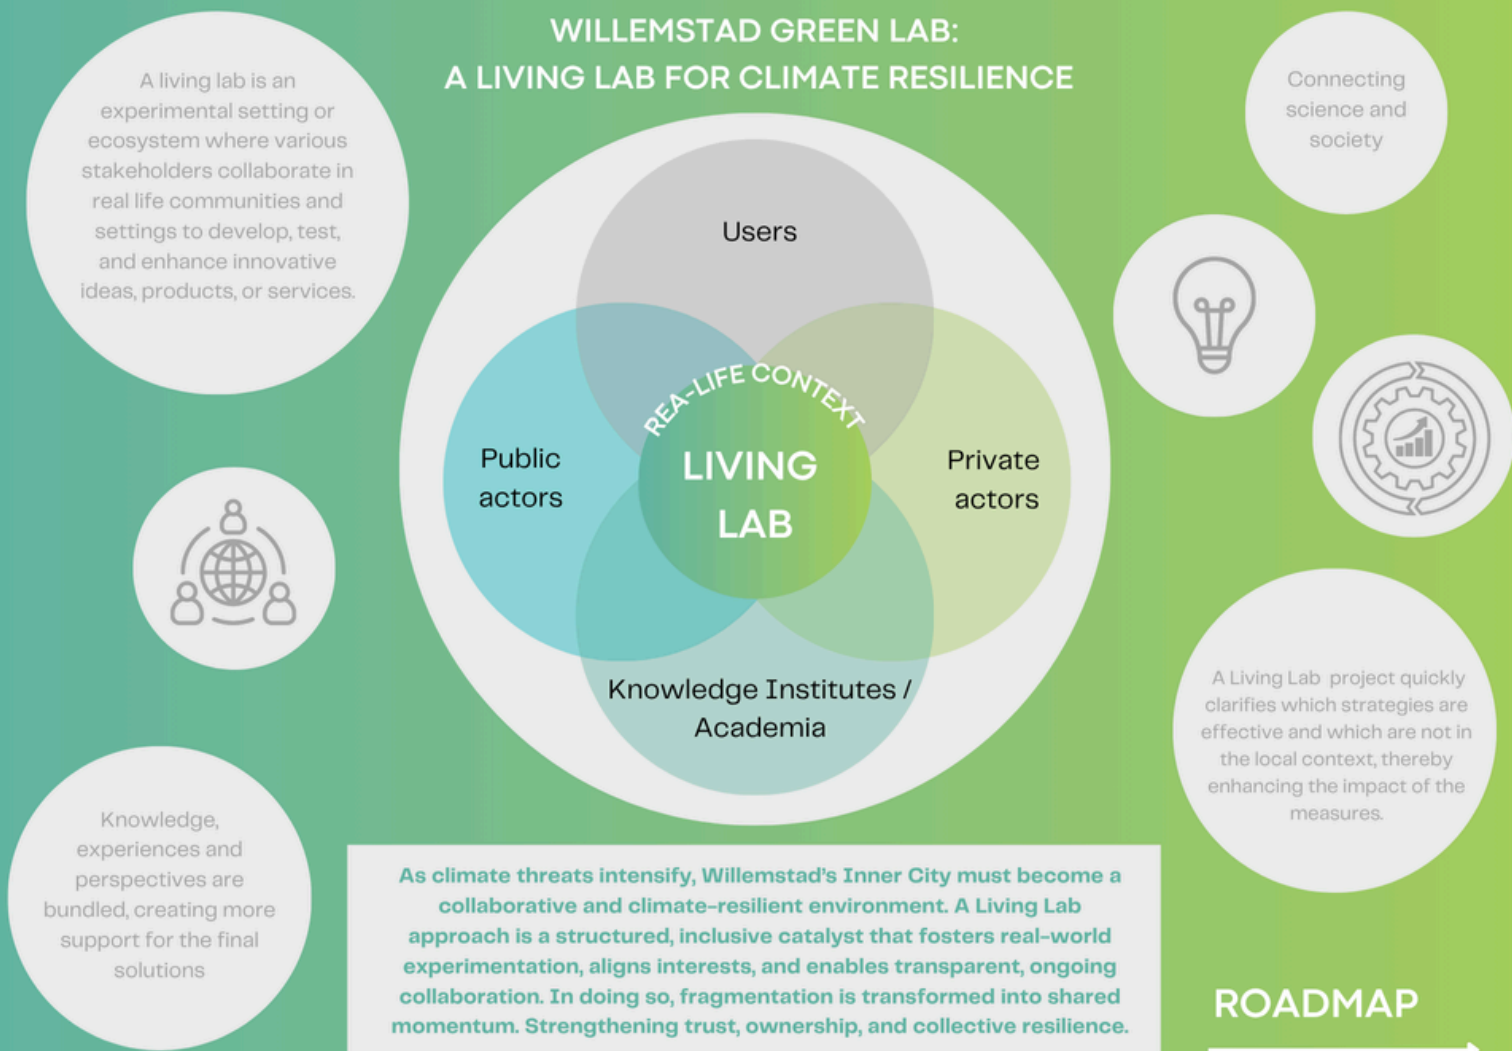 WILLEMSTAD GREEN LAB:
A LIVING LAB FOR CLIMATE RESILIENCE
A living lab is an
experimental setting or
ecosystem where various
stakeholders collaborate in
real life communities and
settings to develop, test,
and enhance innovative
ideas, products, or services.
Connecting
science and
society
Users
REA-LIFE CONTEXT
LIVING
LAB
Public
actors
Private
actors
Knowledge Institutes /
Academia
A Living Lab project quickly
clarifies which strategies are
effective and which are not in
the local context, thereby
enhancing the impact of the
measures.
Knowledge,
experiences and
perspectives are
bundled, creating more
support for the final
solutions
As climate threats intensify, Willemstad's Inner City must become a
collaborative and climate-resilient environment. A Living Lab
approach is a structured, inclusive catalyst that fosters real-world
experimentation, aligns interests, and enables transparent, ongoing
collaboration. In doing so, fragmentation is transformed into shared
momentum. Strengthening trust, ownership, and collective resilience.
ROADMAP